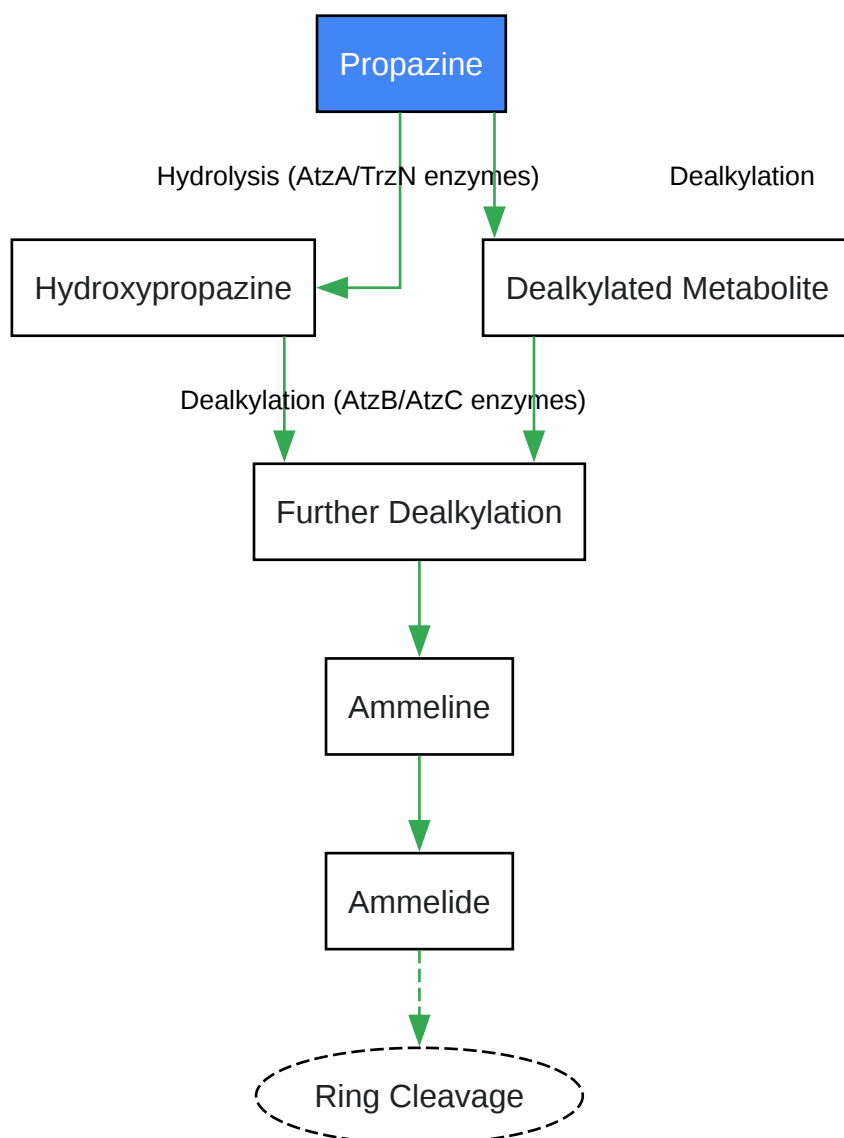 Propazine
Hydrolysis (AtzA/TrzN enzymes)
Dealkylation
Hydroxypropazine
Dealkylated Metabolite
Dealkylation (AtzB/AtzC enzymes)
Further Dealkylation
Ammeline
Ammelide
Ring Cleavage